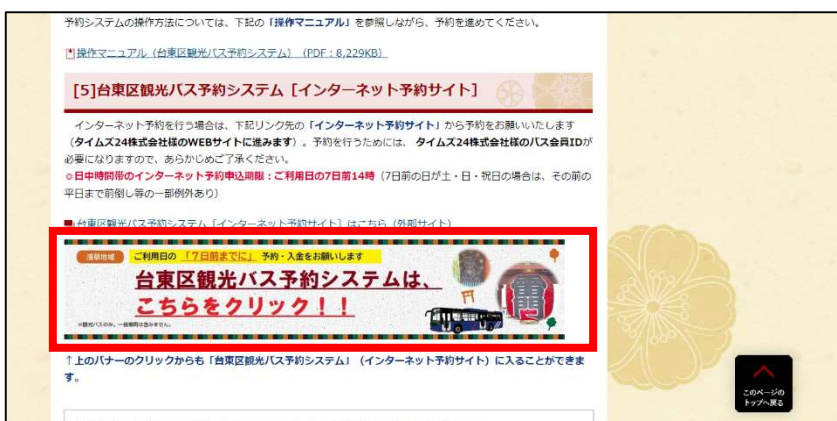 予約システムの操作方法については、下記の「操作マニュアル」を参照しながら、予約を進めてください。
操作マニュアル（台東区観光バス予約システム）（PDF：8,229KB）
[5]台東区観光バス予約システム［インターネット予約サイト］
インターネット予約を行う場合は、下記リンク先の「インターネット予約サイト」から予約をお願いいたします
（タイムズ24株式会社様のWEBサイトに進みます）。予約を行うためには、 タイムズ24株式会社様のバス会員IDが
必要になりますので、あらかじめご了承ください。
○日中時間帯のインターネット予約申込期限：ご利用日の7日前14時（7日前の日が土・日・祝日の場合は、その前の
平日まで前倒し等の一部例外あり）
台東区観光バス予約システム［インターネット予約サイト］はこちら（外部サイト）
浅草地域 ご利用日の 「7日前までに」 予約・入金をお願いします
台東区観光バス予約システムは、
こちらをクリック！！
↑上のバナーのクリックからも「台東区観光バス予約システム」（インターネット予約サイト）に入ることができま
す。
このページの
トップへ戻る